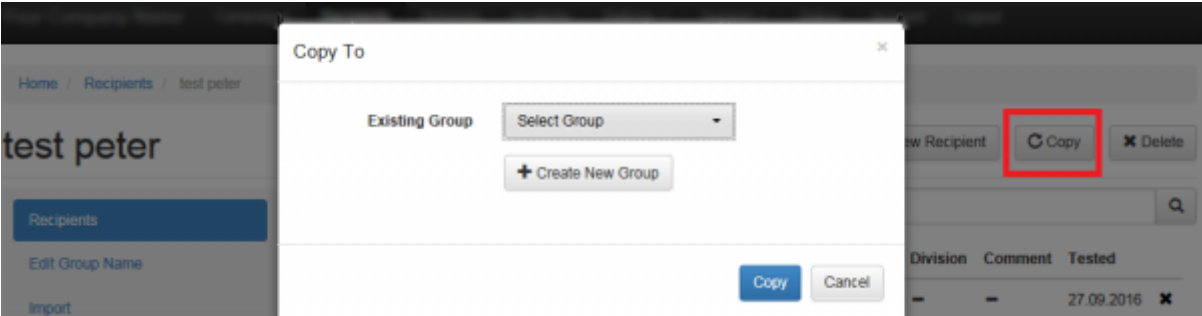 Copy To ×
Home / Recipients / test peter
Existing Group Select Group
test peter
ew Recipient Copy Delete
Create New Group
Recipients
Edit Group Name
Division Comment Tested
Copy Cancel
27.09.2016
Import